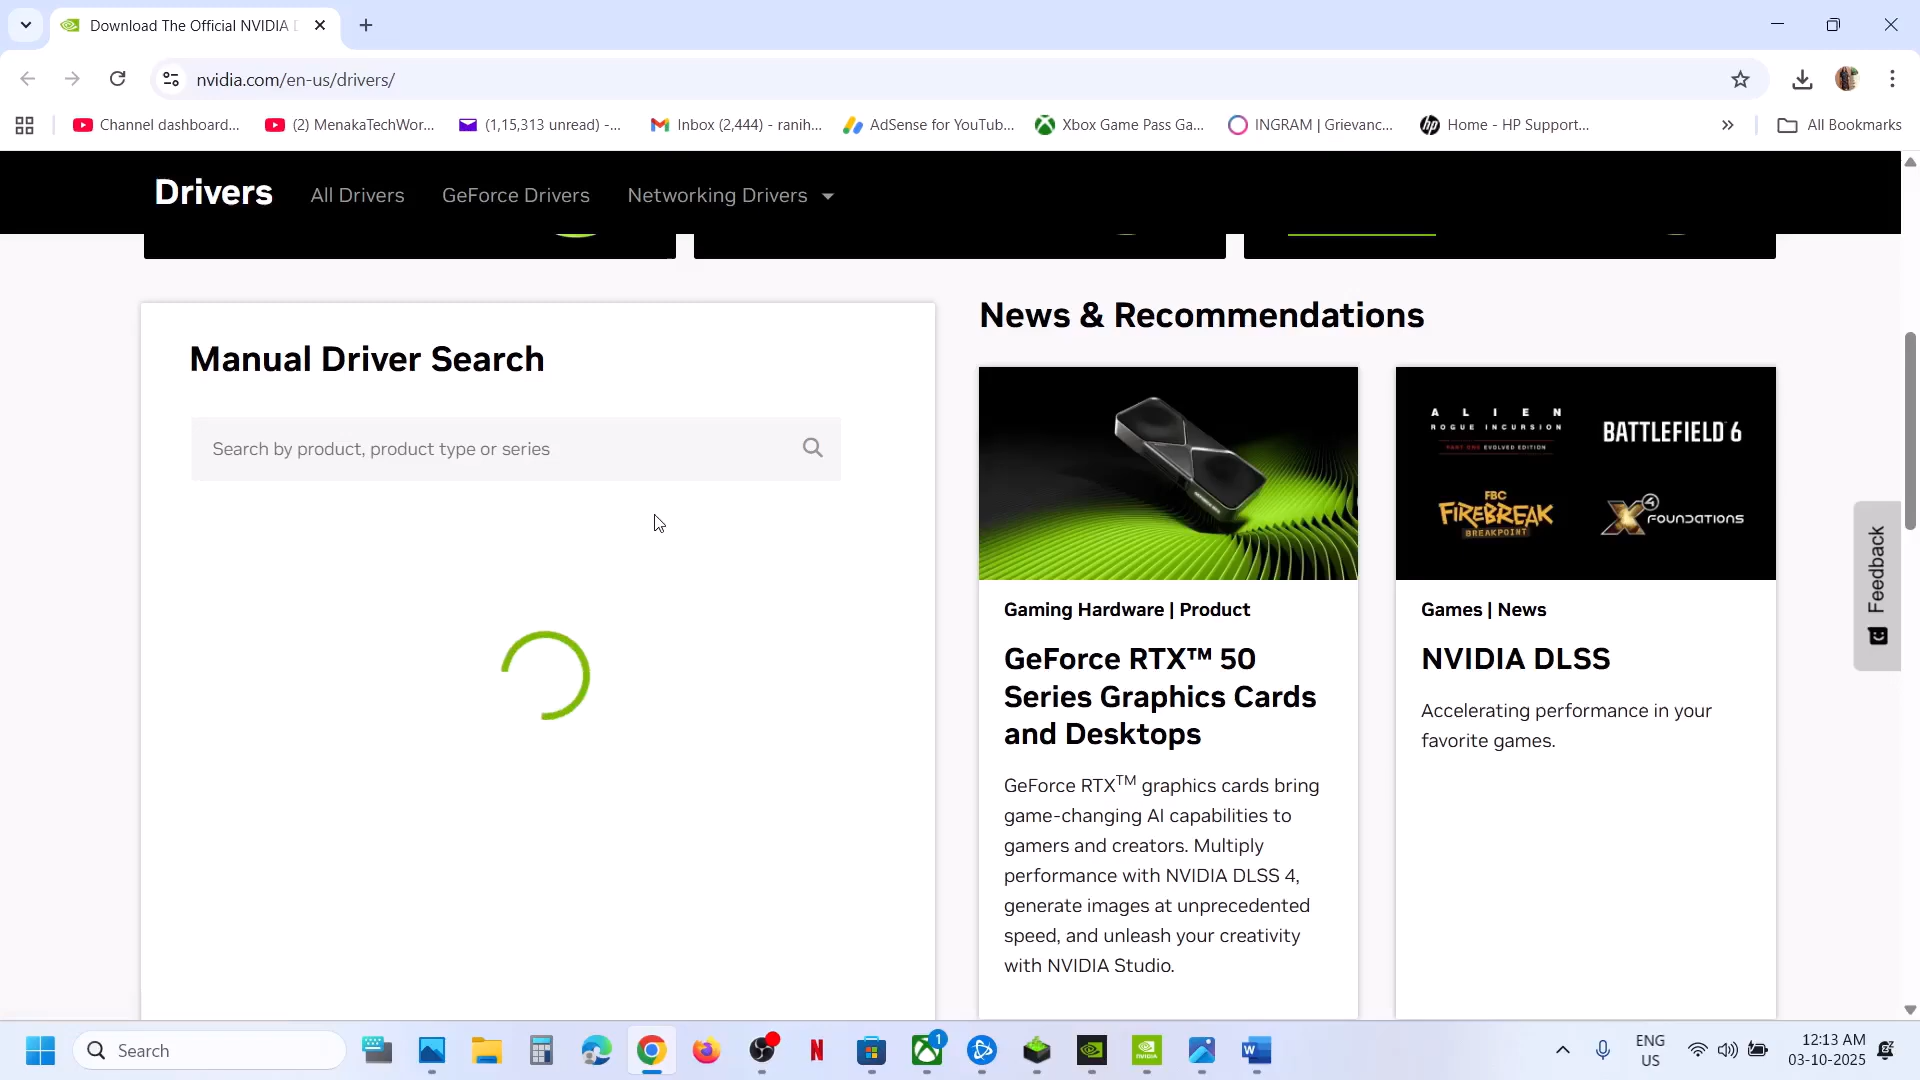 Download The Official NVIDIA D
nvidia.com/en-us/drivers/
Channel dashboard...
(2) MenakaTechWor...
(1,15,313 unread) -...
Inbox (2,444) - ranih...
AdSense for YouTub...
Xbox Game Pass Ga...
INGRAM | Grievanc...
Home - HP Support...
All Bookmarks
Drivers
All Drivers
GeForce Drivers
Networking Drivers
Manual Driver Search
Search by product, product type or series
News & Recommendations
ALIEN
ROGUE INCURSION
PART ONE EVOLVED EDITION
BATTLEFIELD 6
FBC
FIREBREAK
BREAKPOINT
X4
FOUNDATIONS
Gaming Hardware | Product
GeForce RTX™ 50
Series Graphics Cards
and Desktops
GeForce RTX™ graphics cards bring
game-changing AI capabilities to
gamers and creators. Multiply
performance with NVIDIA DLSS 4,
generate images at unprecedented
speed, and unleash your creativity
with NVIDIA Studio.
Games | News
NVIDIA DLSS
Accelerating performance in your
favorite games.
Feedback
Search
1
ENG
US
12:13 AM
03-10-2025